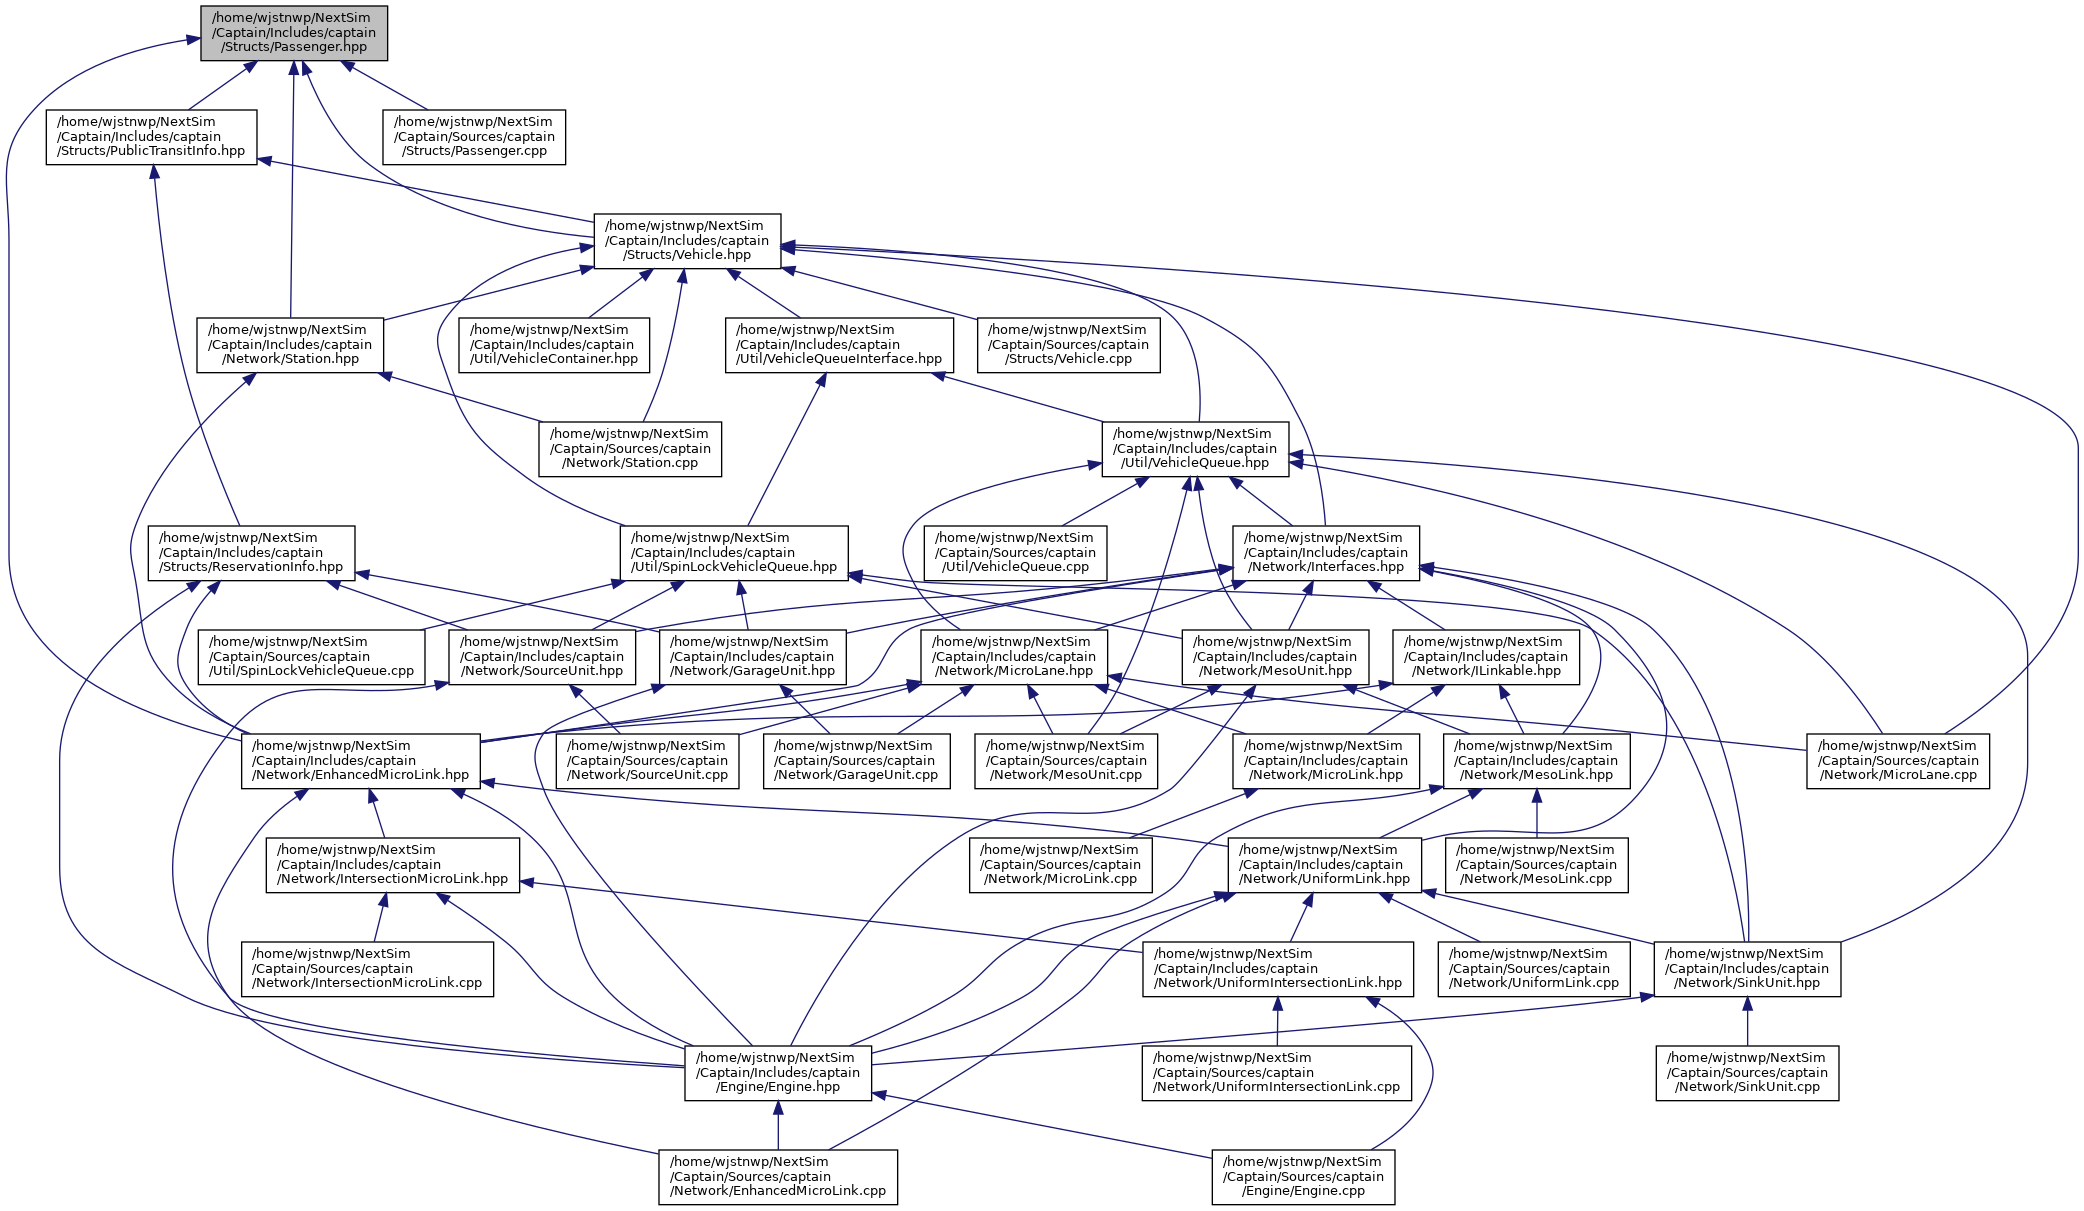 /home/wjstnwp/NextSim
/Captain/Includes/captain
/Structs/Passenger.hpp
/home/wjstnwp/NextSim
/Captain/Includes/captain
/Structs/PublicTransitInfo.hpp
/home/wjstnwp/NextSim
/Captain/Sources/captain
/Structs/Passenger.cpp
/home/wjstnwp/NextSim
/Captain/Includes/captain
/Structs/Vehicle.hpp
/home/wjstnwp/NextSim
/Captain/Includes/captain
/Network/Station.hpp
/home/wjstnwp/NextSim
/Captain/Includes/captain
/Util/VehicleContainer.hpp
/home/wjstnwp/NextSim
/Captain/Includes/captain
/Util/VehicleQueueInterface.hpp
/home/wjstnwp/NextSim
/Captain/Sources/captain
/Structs/Vehicle.cpp
/home/wjstnwp/NextSim
/Captain/Sources/captain
/Network/Station.cpp
/home/wjstnwp/NextSim
/Captain/Includes/captain
/Util/VehicleQueue.hpp
/home/wjstnwp/NextSim
/Captain/Includes/captain
/Structs/ReservationInfo.hpp
/home/wjstnwp/NextSim
/Captain/Includes/captain
/Util/SpinLockVehicleQueue.hpp
/home/wjstnwp/NextSim
/Captain/Sources/captain
/Util/VehicleQueue.cpp
/home/wjstnwp/NextSim
/Captain/Includes/captain
/Network/Interfaces.hpp
/home/wjstnwp/NextSim
/Captain/Sources/captain
/Util/SpinLockVehicleQueue.cpp
/home/wjstnwp/NextSim
/Captain/Includes/captain
/Network/SourceUnit.hpp
/home/wjstnwp/NextSim
/Captain/Includes/captain
/Network/GarageUnit.hpp
/home/wjstnwp/NextSim
/Captain/Includes/captain
/Network/MicroLane.hpp
/home/wjstnwp/NextSim
/Captain/Includes/captain
/Network/MesoUnit.hpp
/home/wjstnwp/NextSim
/Captain/Includes/captain
/Network/ILinkable.hpp
/home/wjstnwp/NextSim
/Captain/Includes/captain
/Network/EnhancedMicroLink.hpp
/home/wjstnwp/NextSim
/Captain/Sources/captain
/Network/SourceUnit.cpp
/home/wjstnwp/NextSim
/Captain/Sources/captain
/Network/GarageUnit.cpp
/home/wjstnwp/NextSim
/Captain/Sources/captain
/Network/MesoUnit.cpp
/home/wjstnwp/NextSim
/Captain/Includes/captain
/Network/MicroLink.hpp
/home/wjstnwp/NextSim
/Captain/Includes/captain
/Network/MesoLink.hpp
/home/wjstnwp/NextSim
/Captain/Sources/captain
/Network/MicroLane.cpp
/home/wjstnwp/NextSim
/Captain/Includes/captain
/Network/IntersectionMicroLink.hpp
/home/wjstnwp/NextSim
/Captain/Sources/captain
/Network/MicroLink.cpp
/home/wjstnwp/NextSim
/Captain/Includes/captain
/Network/UniformLink.hpp
/home/wjstnwp/NextSim
/Captain/Sources/captain
/Network/MesoLink.cpp
/home/wjstnwp/NextSim
/Captain/Sources/captain
/Network/IntersectionMicroLink.cpp
/home/wjstnwp/NextSim
/Captain/Includes/captain
/Network/UniformIntersectionLink.hpp
/home/wjstnwp/NextSim
/Captain/Sources/captain
/Network/UniformLink.cpp
/home/wjstnwp/NextSim
/Captain/Includes/captain
/Network/SinkUnit.hpp
/home/wjstnwp/NextSim
/Captain/Includes/captain
/Engine/Engine.hpp
/home/wjstnwp/NextSim
/Captain/Sources/captain
/Network/UniformIntersectionLink.cpp
/home/wjstnwp/NextSim
/Captain/Sources/captain
/Network/SinkUnit.cpp
/home/wjstnwp/NextSim
/Captain/Sources/captain
/Network/EnhancedMicroLink.cpp
/home/wjstnwp/NextSim
/Captain/Sources/captain
/Engine/Engine.cpp